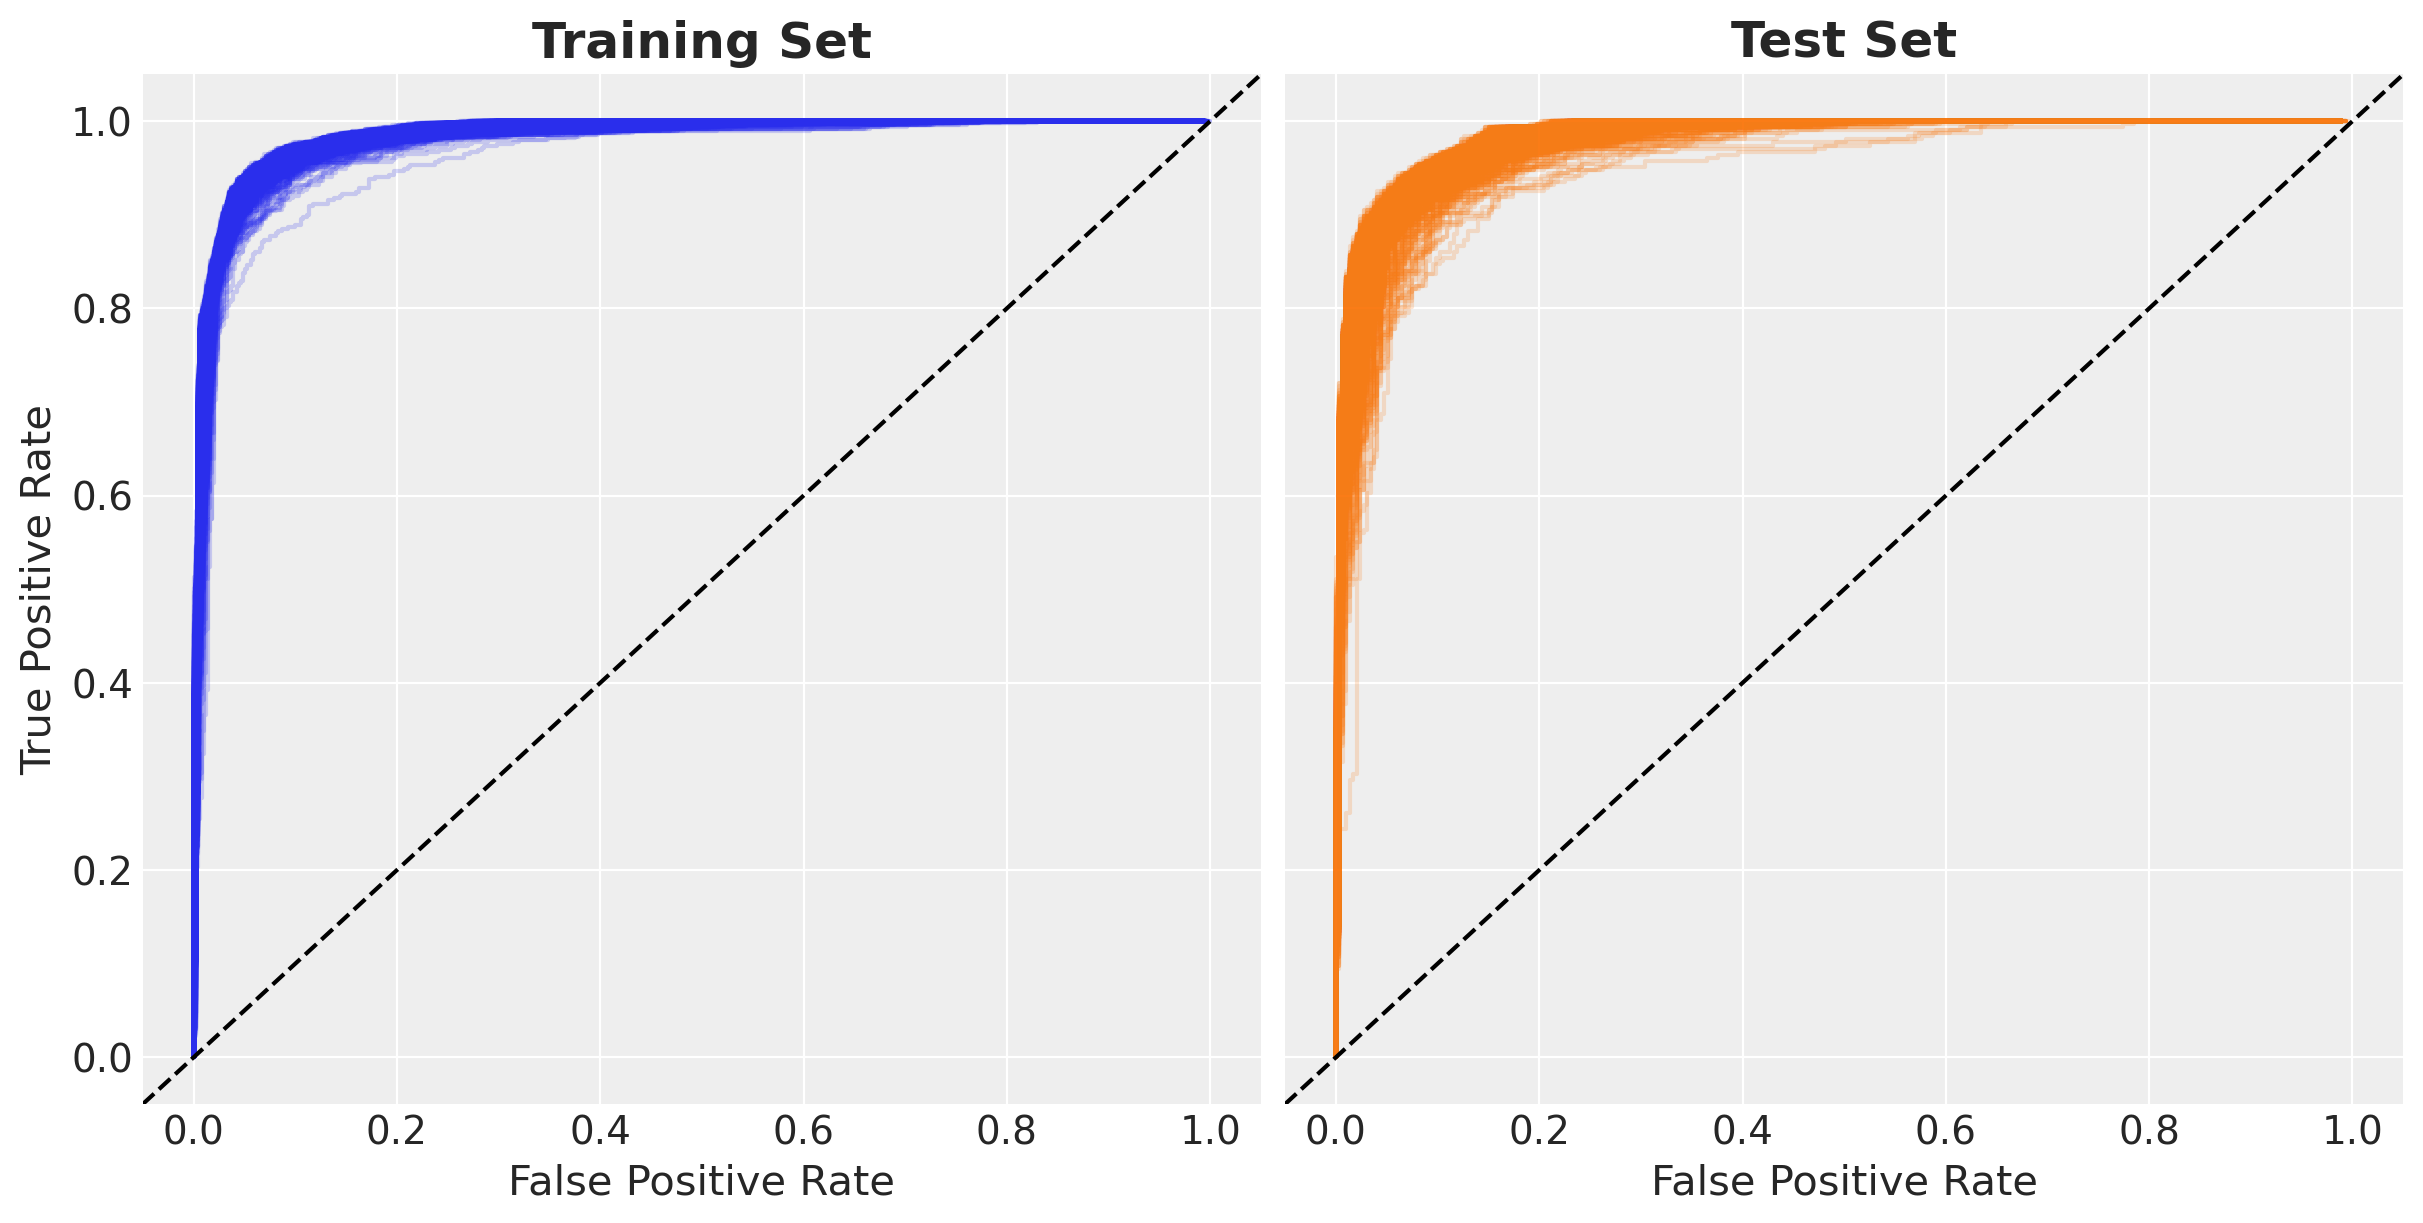 Training Set
Test Set
True Positive Rate
1.0
0.8
0.6
0.4
0.2
0.0
0.0 0.2 0.4 0.6 0.8 1.0
0.0 0.2 0.4 0.6 0.8 1.0
False Positive Rate
False Positive Rate